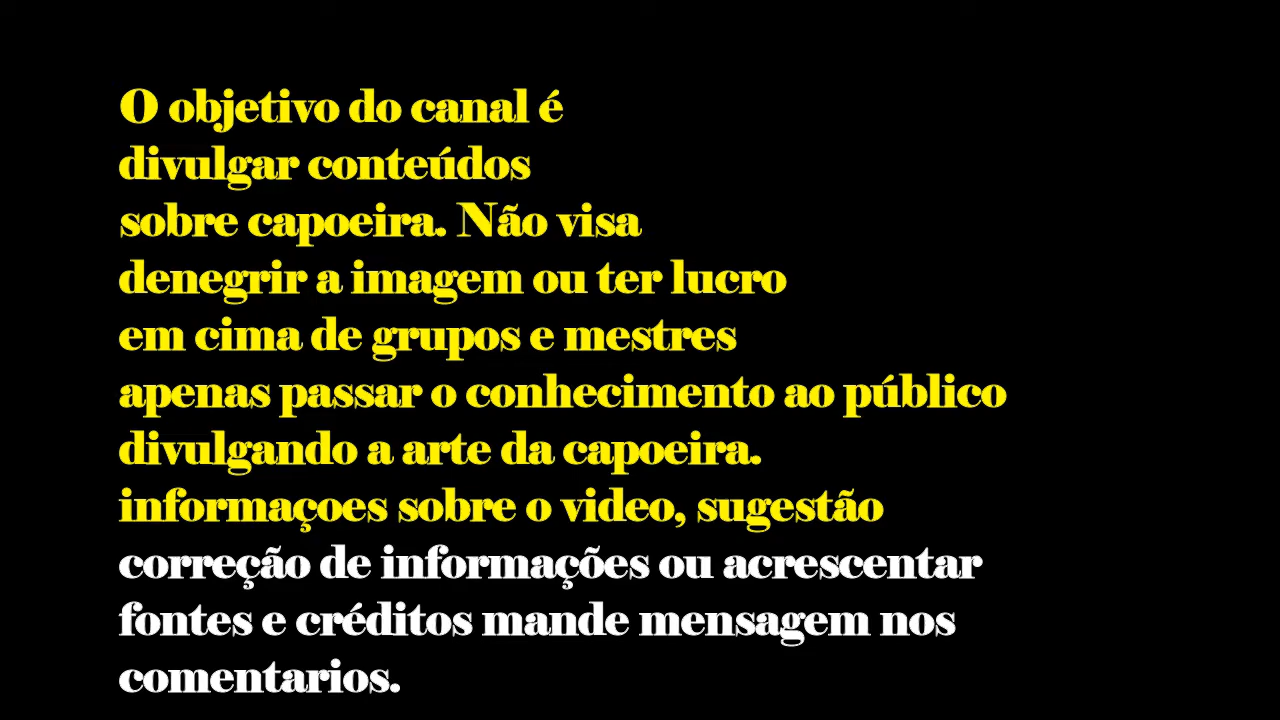 O objetivo do canal é
divulgar conteúdos
sobre capoeira. Não visa
denegrir a imagem ou ter lucro
em cima de grupos e mestres
apenas passar o conhecimento ao público
divulgando a arte da capoeira.
informaçoes sobre o video, sugestão
correção de informações ou acrescentar
fontes e créditos mande mensagem nos
comentarios.